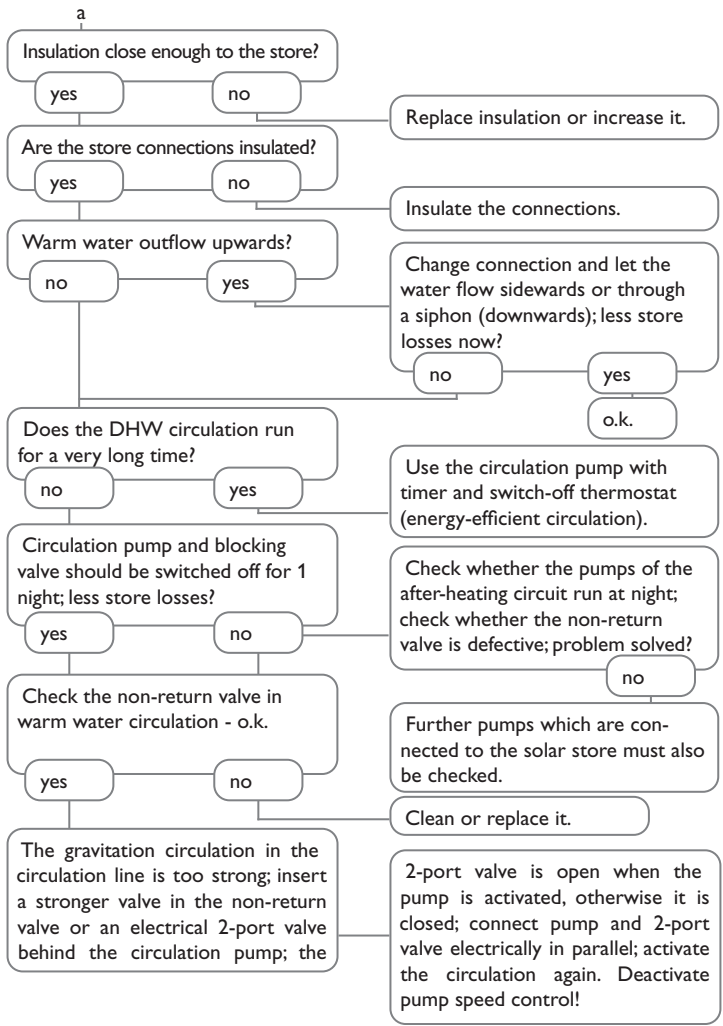 a
Insulation close enough to the store?
yes
no
Replace insulation or increase it.
Are the store connections insulated?
yes
no
Insulate the connections.
Warm water outflow upwards?
no
yes
Change connection and let the
water flow sidewards or through
a siphon (downwards); less store
losses now?
no
yes
o.k.
Does the DHW circulation run
for a very long time?
no
yes
Use the circulation pump with
timer and switch-off thermostat
(energy-efficient circulation).
Circulation pump and blocking
valve should be switched off for 1
night; less store losses?
yes
no
Check whether the pumps of the
after-heating circuit run at night;
check whether the non-return
valve is defective; problem solved?
no
Further pumps which are con-
nected to the solar store must also
be checked.
Check the non-return valve in
warm water circulation - o.k.
yes
no
Clean or replace it.
The gravitation circulation in the
circulation line is too strong; insert
a stronger valve in the non-return
valve or an electrical 2-port valve
behind the circulation pump; the
2-port valve is open when the
pump is activated, otherwise it is
closed; connect pump and 2-port
valve electrically in parallel; activate
the circulation again. Deactivate
pump speed control!